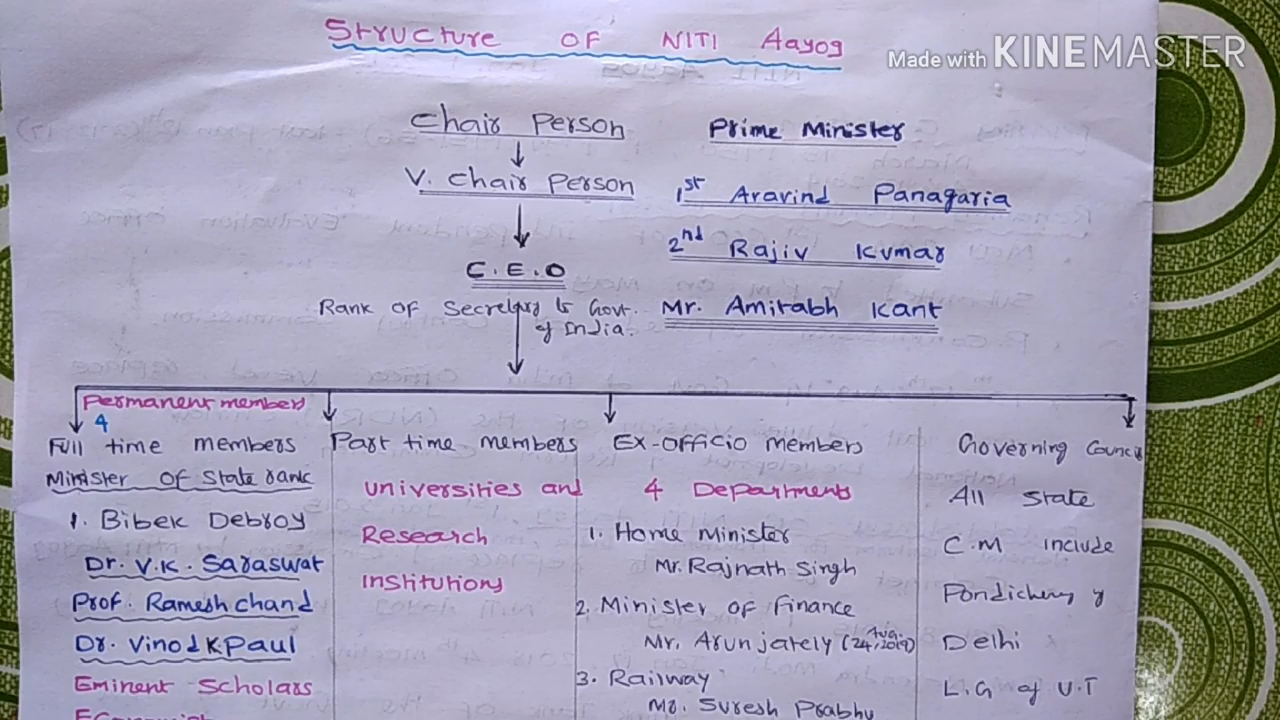 Structure OF NITI Aayog
Made with KINEMASTER
Chair Person Prime Minister
V. Chair Person 1st Aravind Panagaria
2nd Rajiv Kumar
C.E.O
Rank of Secretary to Govt. of India. Mr. Amitabh Kant
Permanent members
4
Full time members
Minister of State rank
1. Bibek Debroy
Dr. V.K. Saraswat
Prof. Ramesh chand
Dr. Vinod K Paul
Eminent Scholars
Part time members
Universities and
Research
Institutions
Ex-Officio members
4 Departments
1. Home Minister
Mr. Rajnath Singh
2. Minister of Finance
Mr. Arun jately (24, Aug. 2019)
3. Railway
Mr. Suresh Prabhu
Governing Council
All State
C.M include
Pondicherry &
Delhi
L.G of U.T